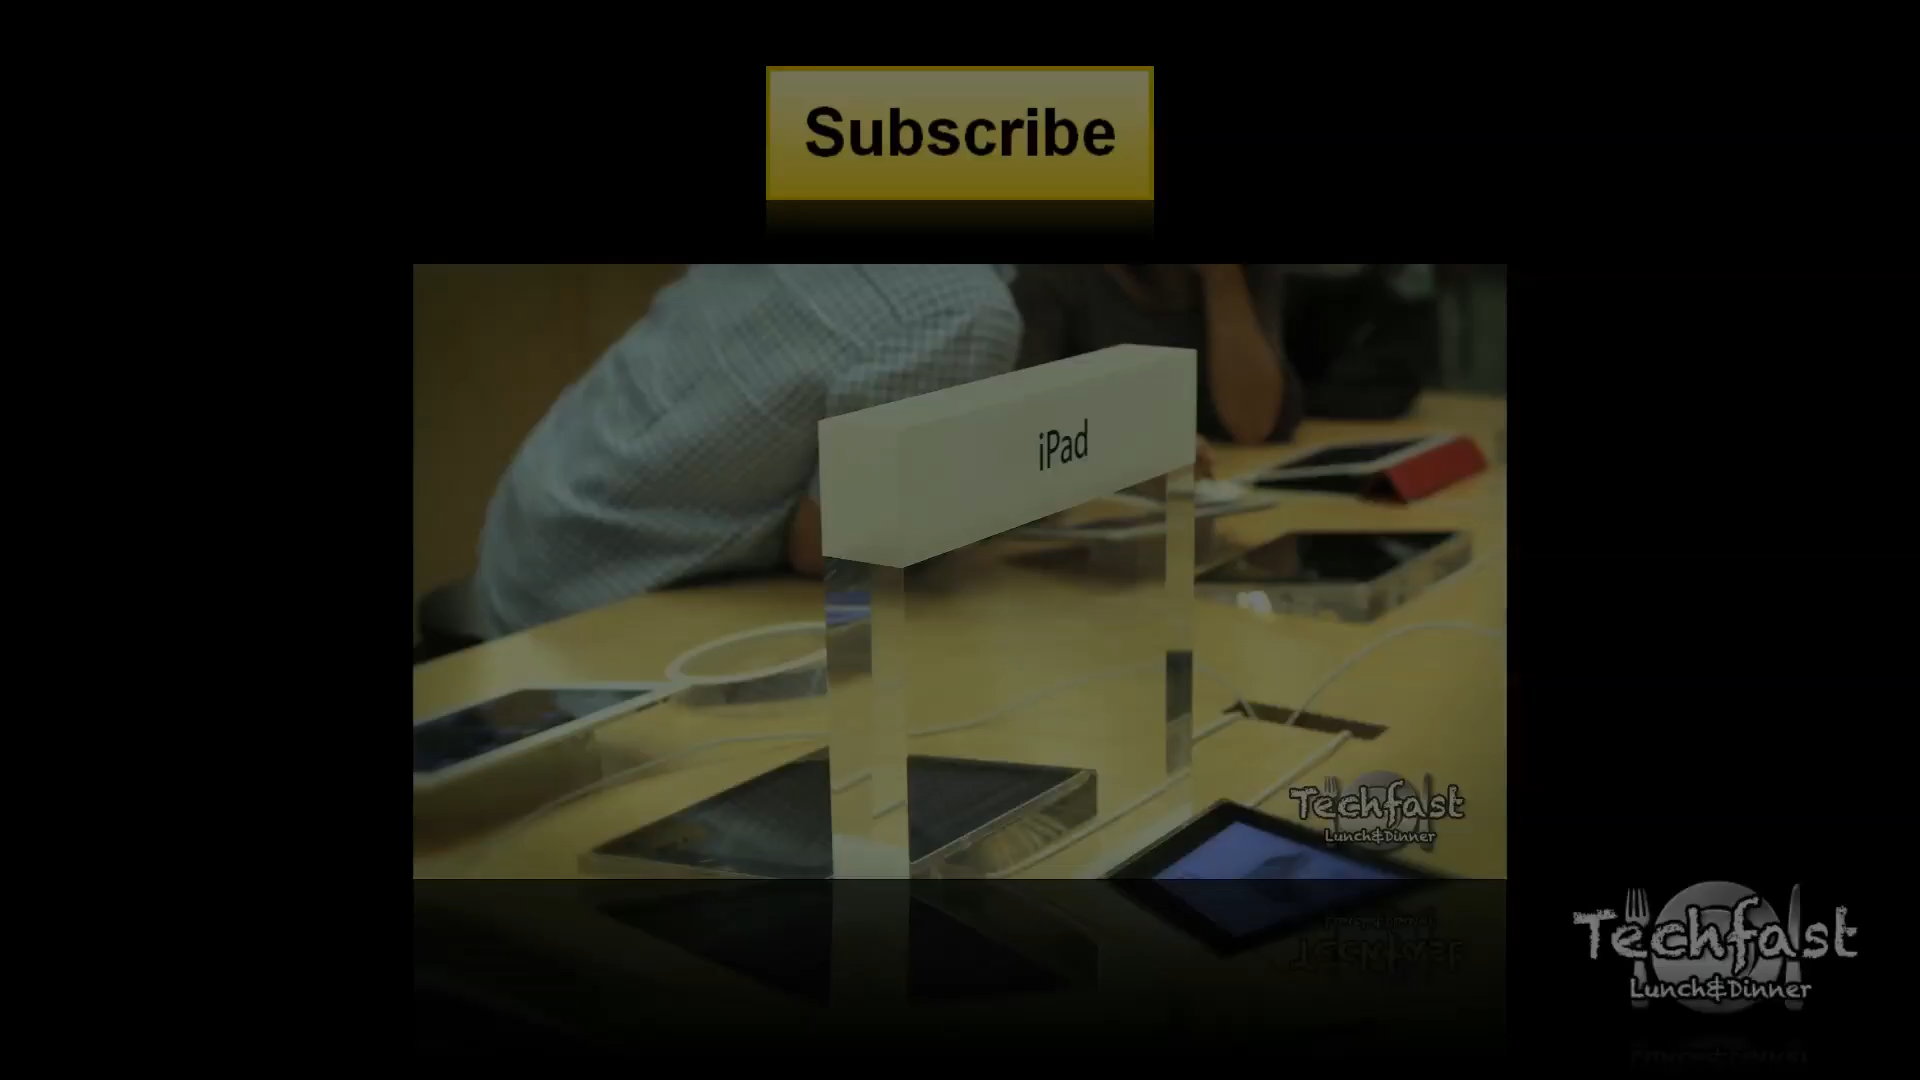 Subscribe
iPad
Techfast
Lunch&Dinner
Techfast
Lunch&Dinner